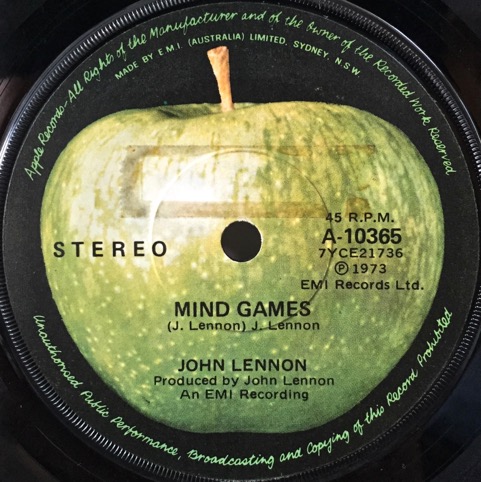 Apple Records-All Rights of the Manufacturer and of the Owner of the Recorded Work Reserved
MADE BY E.M.I. (AUSTRALIA) LIMITED, SYDNEY, N.S.W
STEREO
45 R.P.M.
A-10365
7YCE21736
Ⓟ 1973
EMI Records Ltd.
MIND GAMES
(J. Lennon) J. Lennon
JOHN LENNON
Produced by John Lennon
An EMI Recording
Unauthorised Public Performance, Broadcasting and Copying of this Record Prohibited